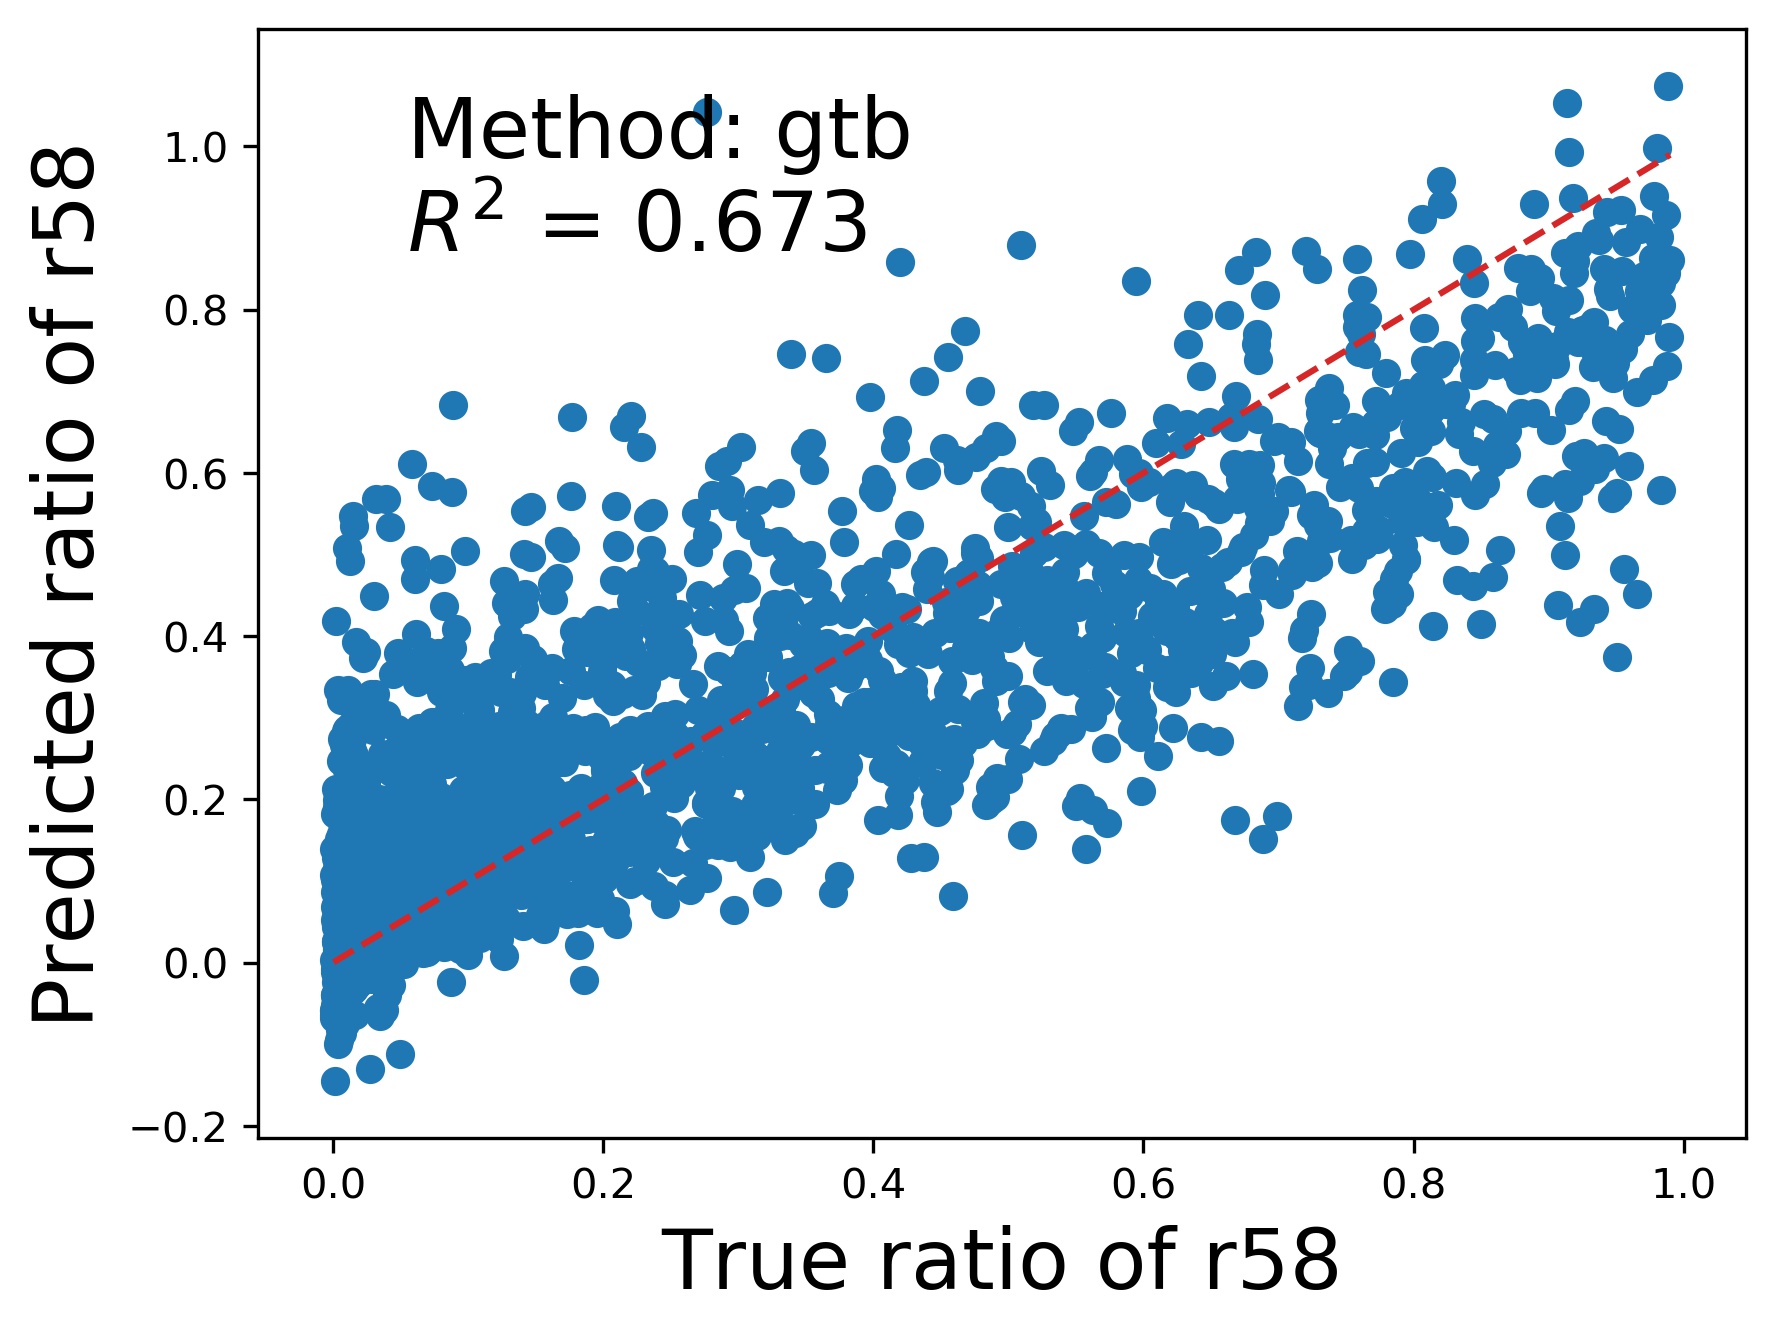 Method: gtb
R² = 0.673
Predicted ratio of r58
1.0
0.8
0.6
0.4
0.2
0.0
−0.2
0.0 0.2 0.4 0.6 0.8 1.0
True ratio of r58